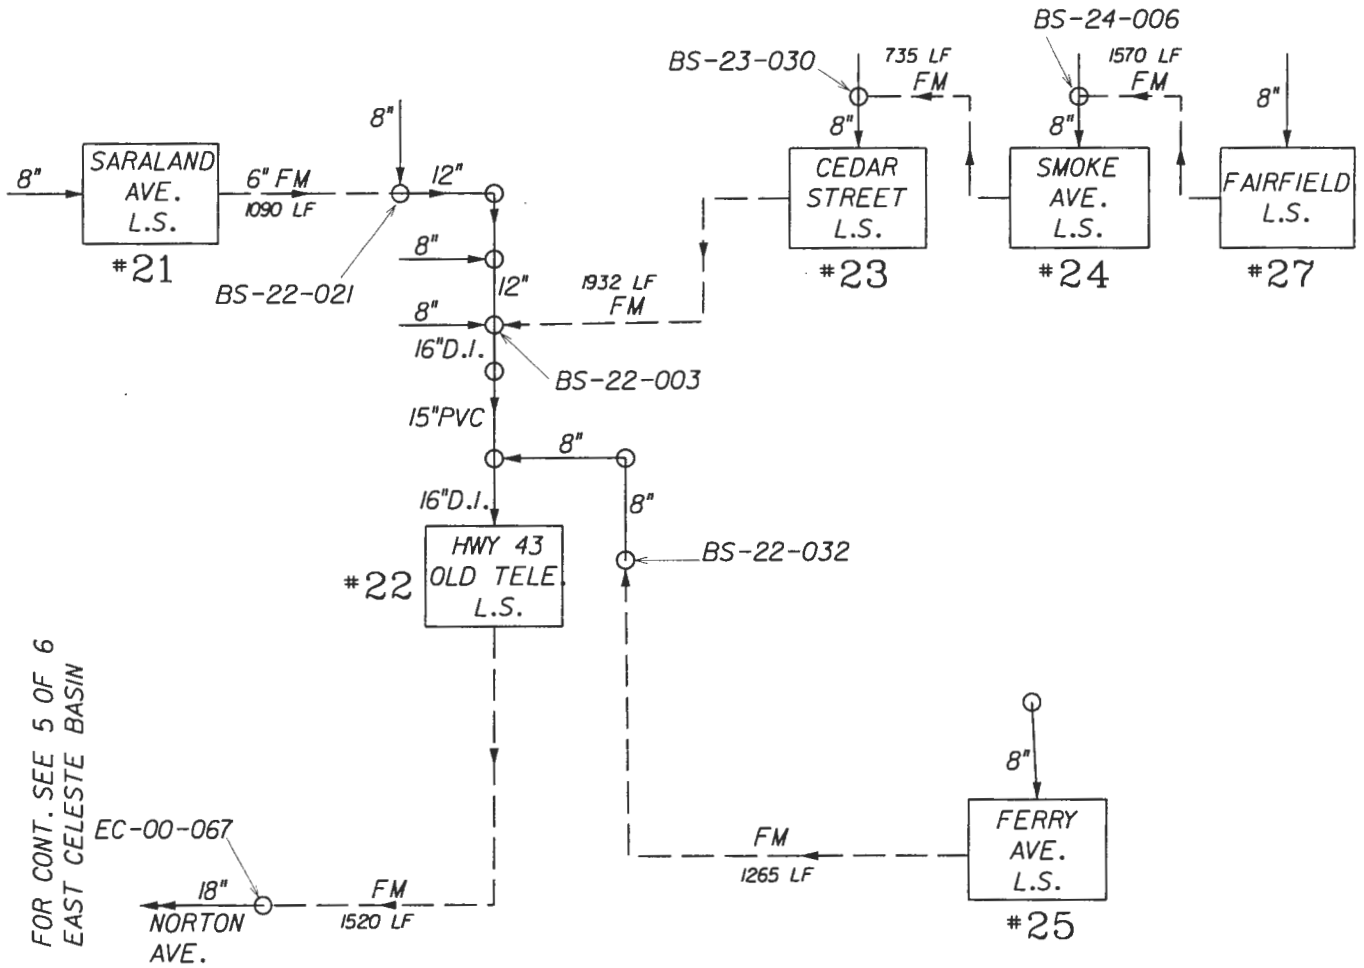 BS-24-006
BS-23-030
735 LF
FM
1570 LF
FM
8"
8"
8"
8"
8"
SARALAND
AVE.
L.S.
#21
6" FM
1090 LF
12"
BS-22-021
8"
12"
8"
16"D.I.
BS-22-003
1932 LF
FM
CEDAR
STREET
L.S.
#23
SMOKE
AVE.
L.S.
#24
FAIRFIELD
L.S.
#27
15"PVC
8"
16"D.I.
8"
HWY 43
OLD TELE.
L.S.
#22
BS-22-032
FOR CONT. SEE 5 OF 6
EAST CELESTE BASIN
EC-00-067
18"
NORTON
AVE.
FM
1520 LF
FM
1265 LF
8"
FERRY
AVE.
L.S.
#25